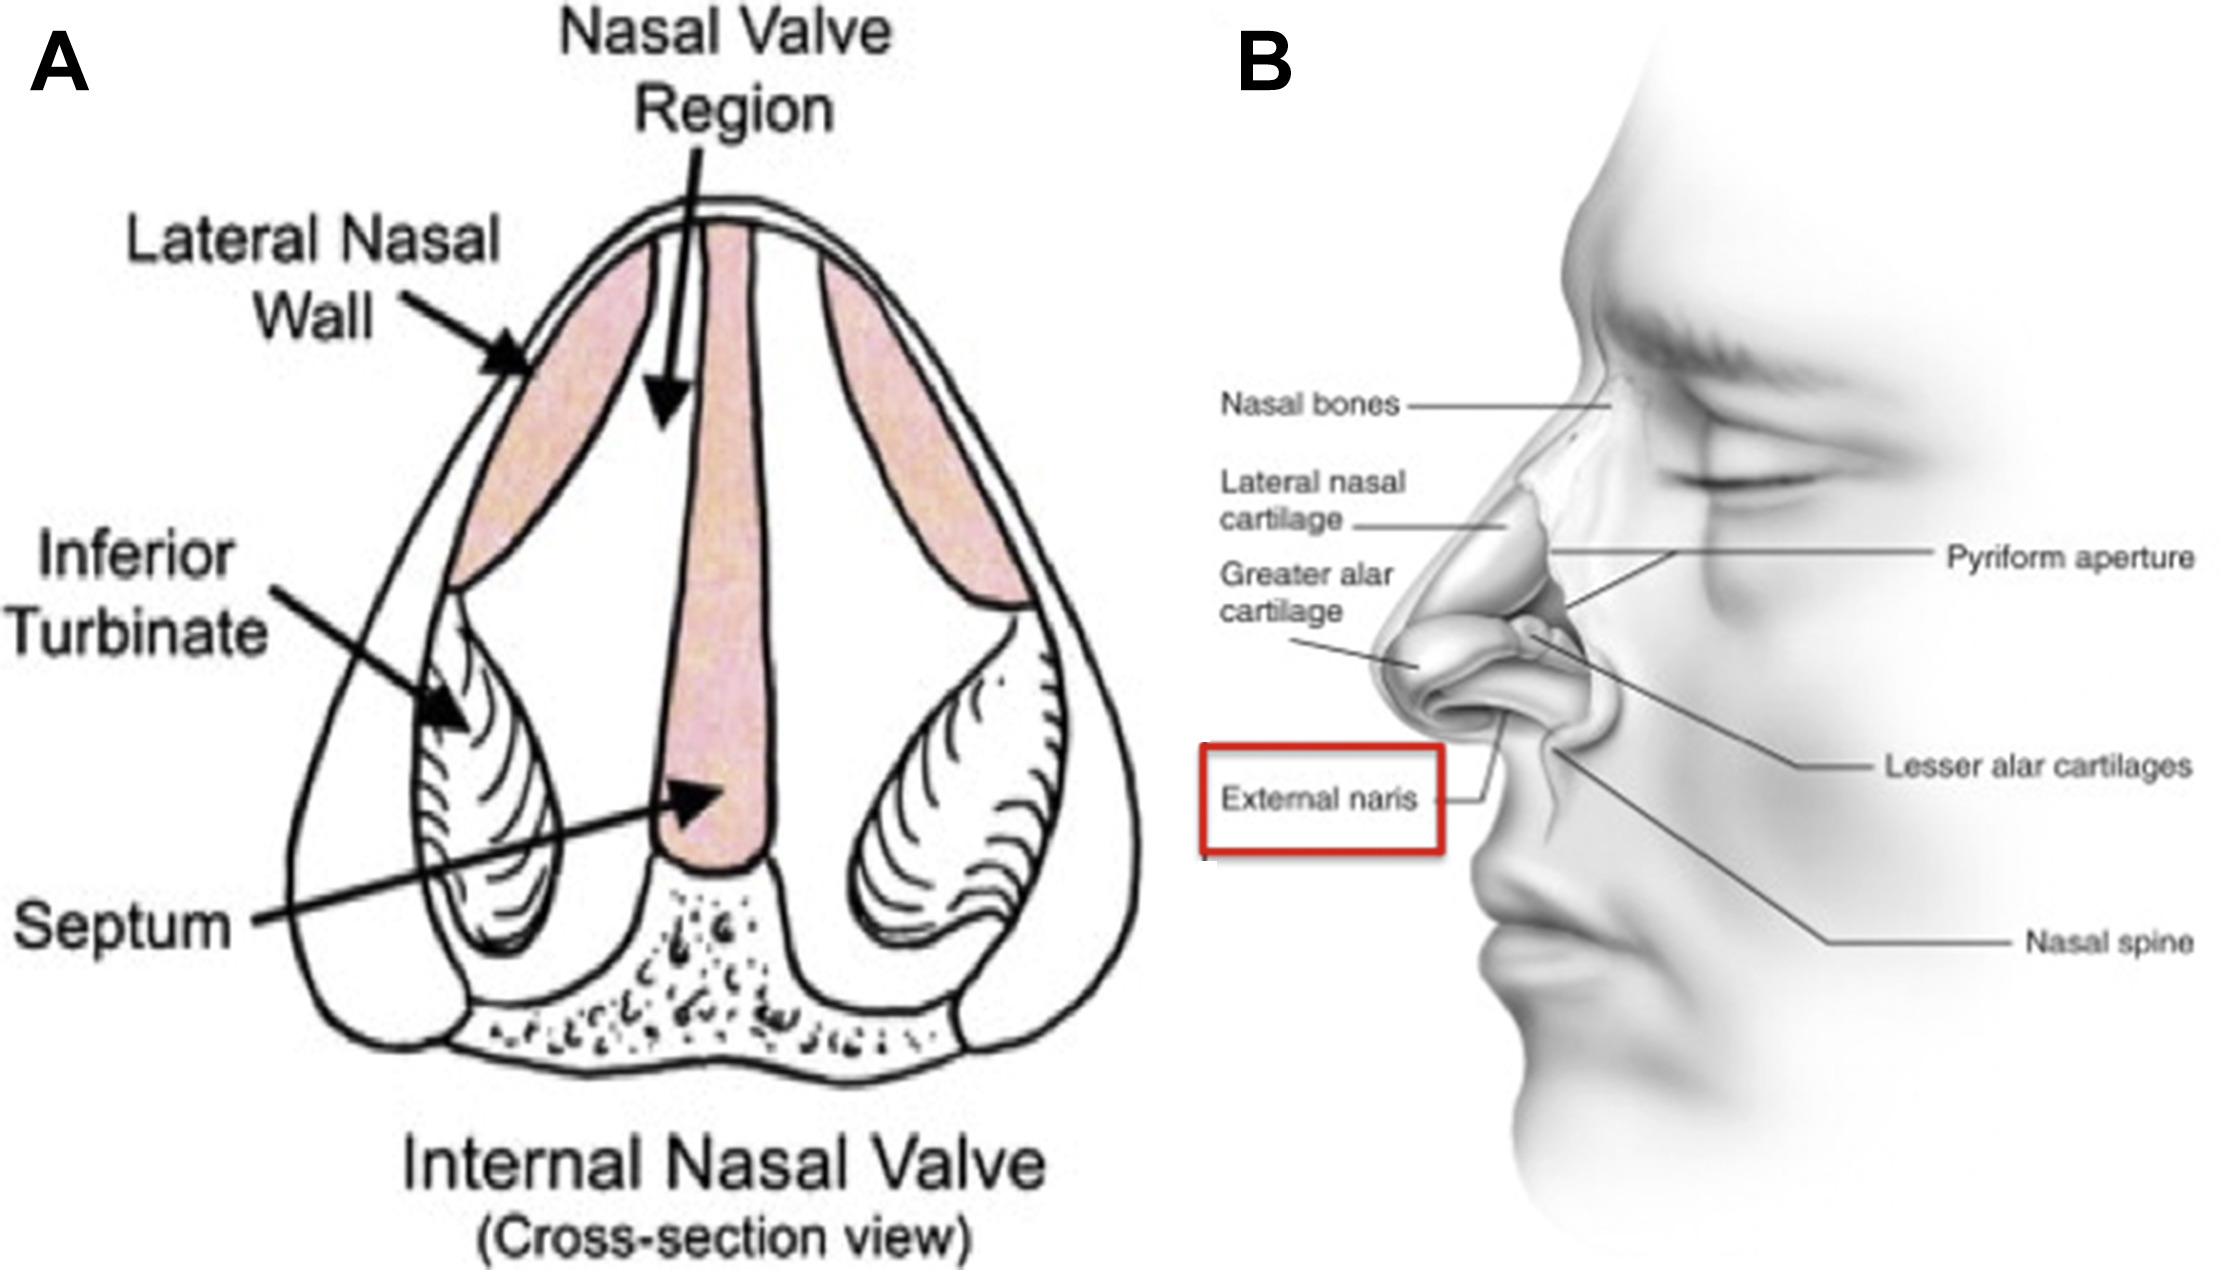 A
Nasal Valve
Region
Lateral Nasal
Wall
Inferior
Turbinate
Septum
Internal Nasal Valve
(Cross-section view)
B
Nasal bones
Lateral nasal
cartilage
Greater alar
cartilage
External naris
Pyriform aperture
Lesser alar cartilages
Nasal spine